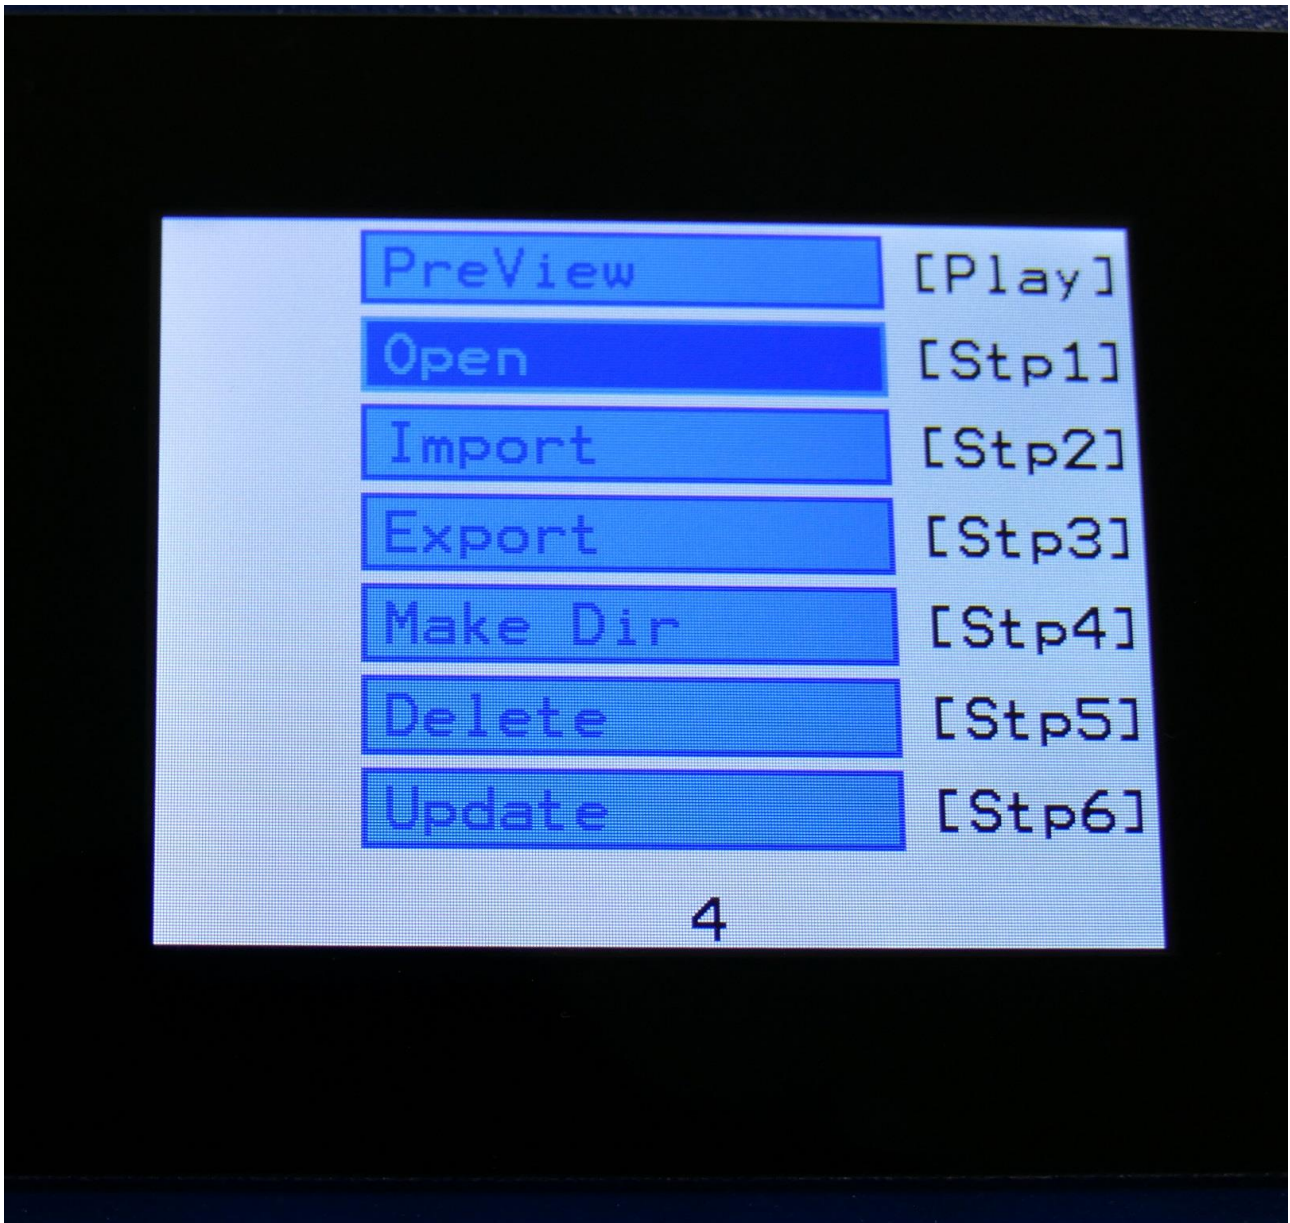 PreView [Play]
Open [Stp1]
Import [Stp2]
Export [Stp3]
Make Dir [Stp4]
Delete [Stp5]
Update [Stp6]
4